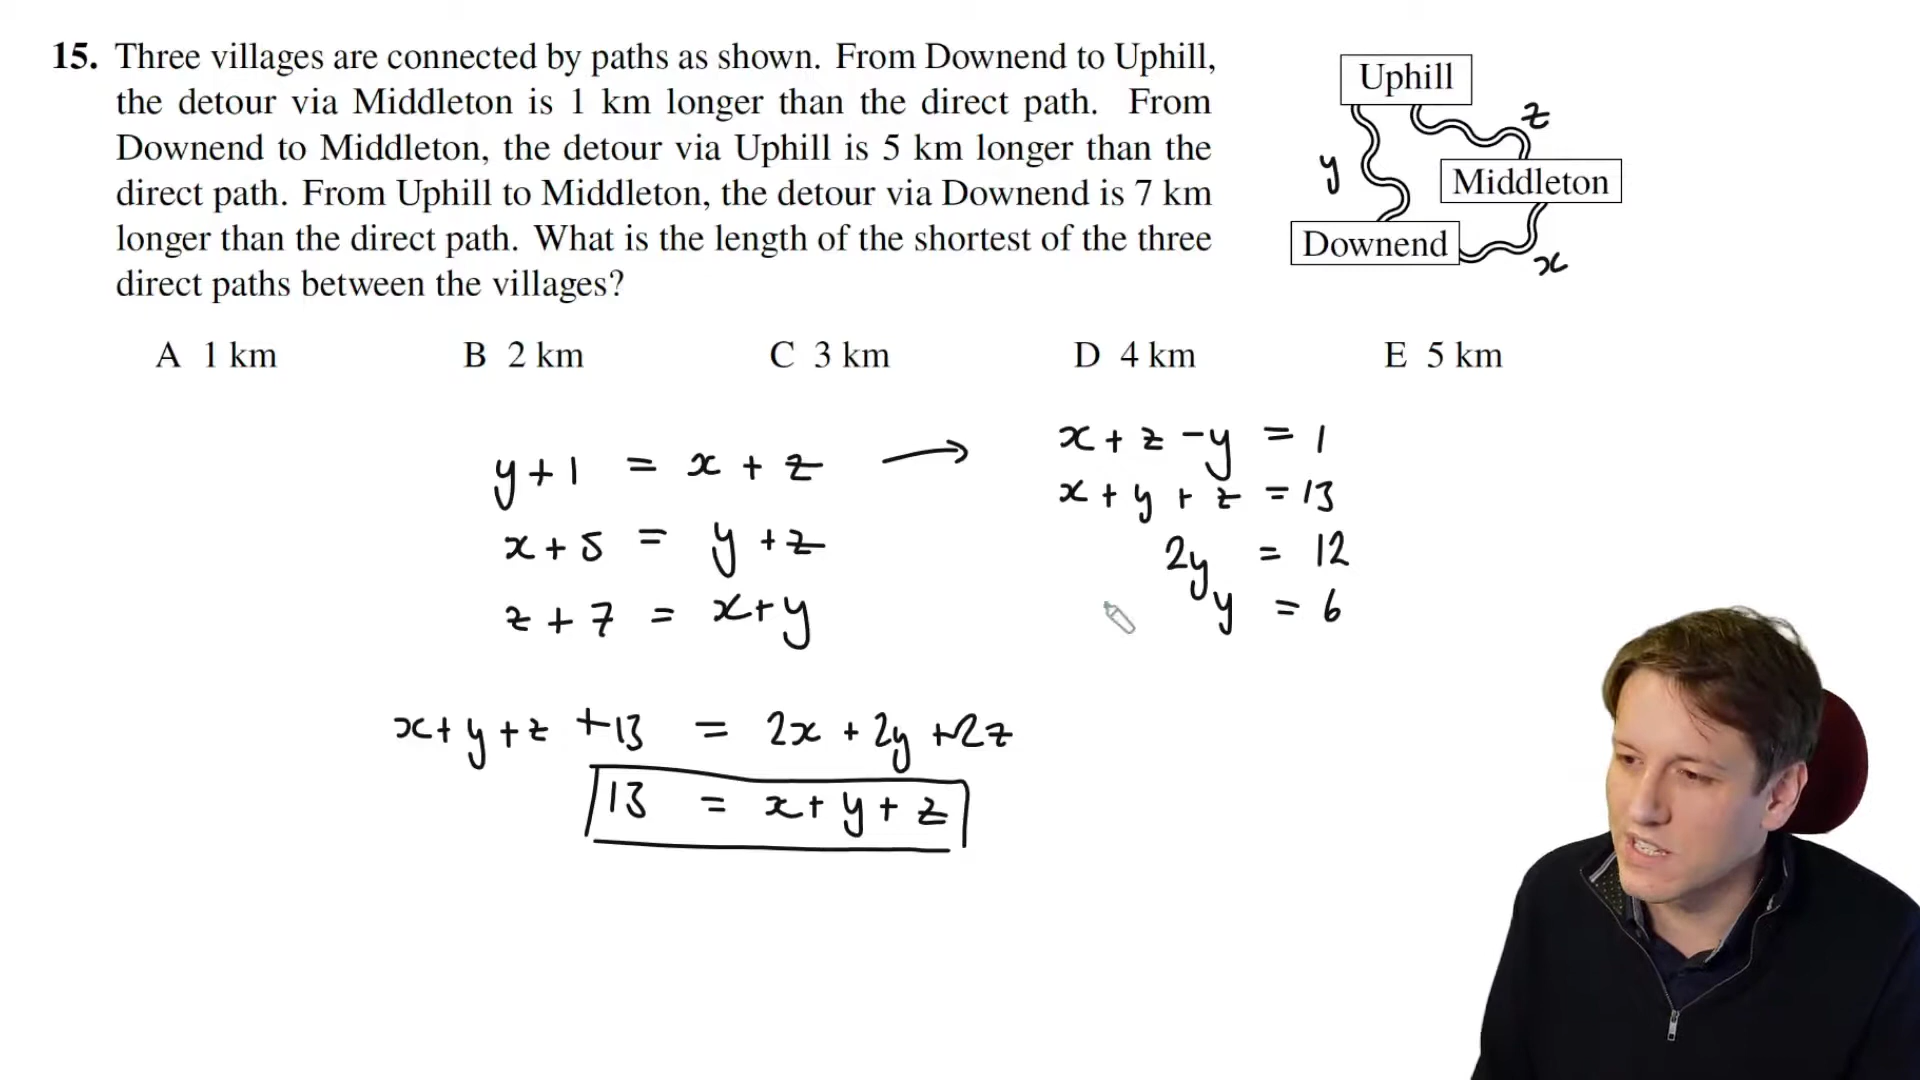 15. Three villages are connected by paths as shown. From Downend to Uphill,
the detour via Middleton is 1 km longer than the direct path. From
Downend to Middleton, the detour via Uphill is 5 km longer than the
direct path. From Uphill to Middleton, the detour via Downend is 7 km
longer than the direct path. What is the length of the shortest of the three
direct paths between the villages?
Uphill
z
y
Middleton
Downend
x
A 1 km B 2 km C 3 km D 4 km E 5 km
y + 1 = x + z
x + 5 = y + z
z + 7 = x + y
x + z - y = 1
x + y + z = 13
2y = 12
y = 6
x + y + z + 13 = 2x + 2y + 2z
13 = x + y + z